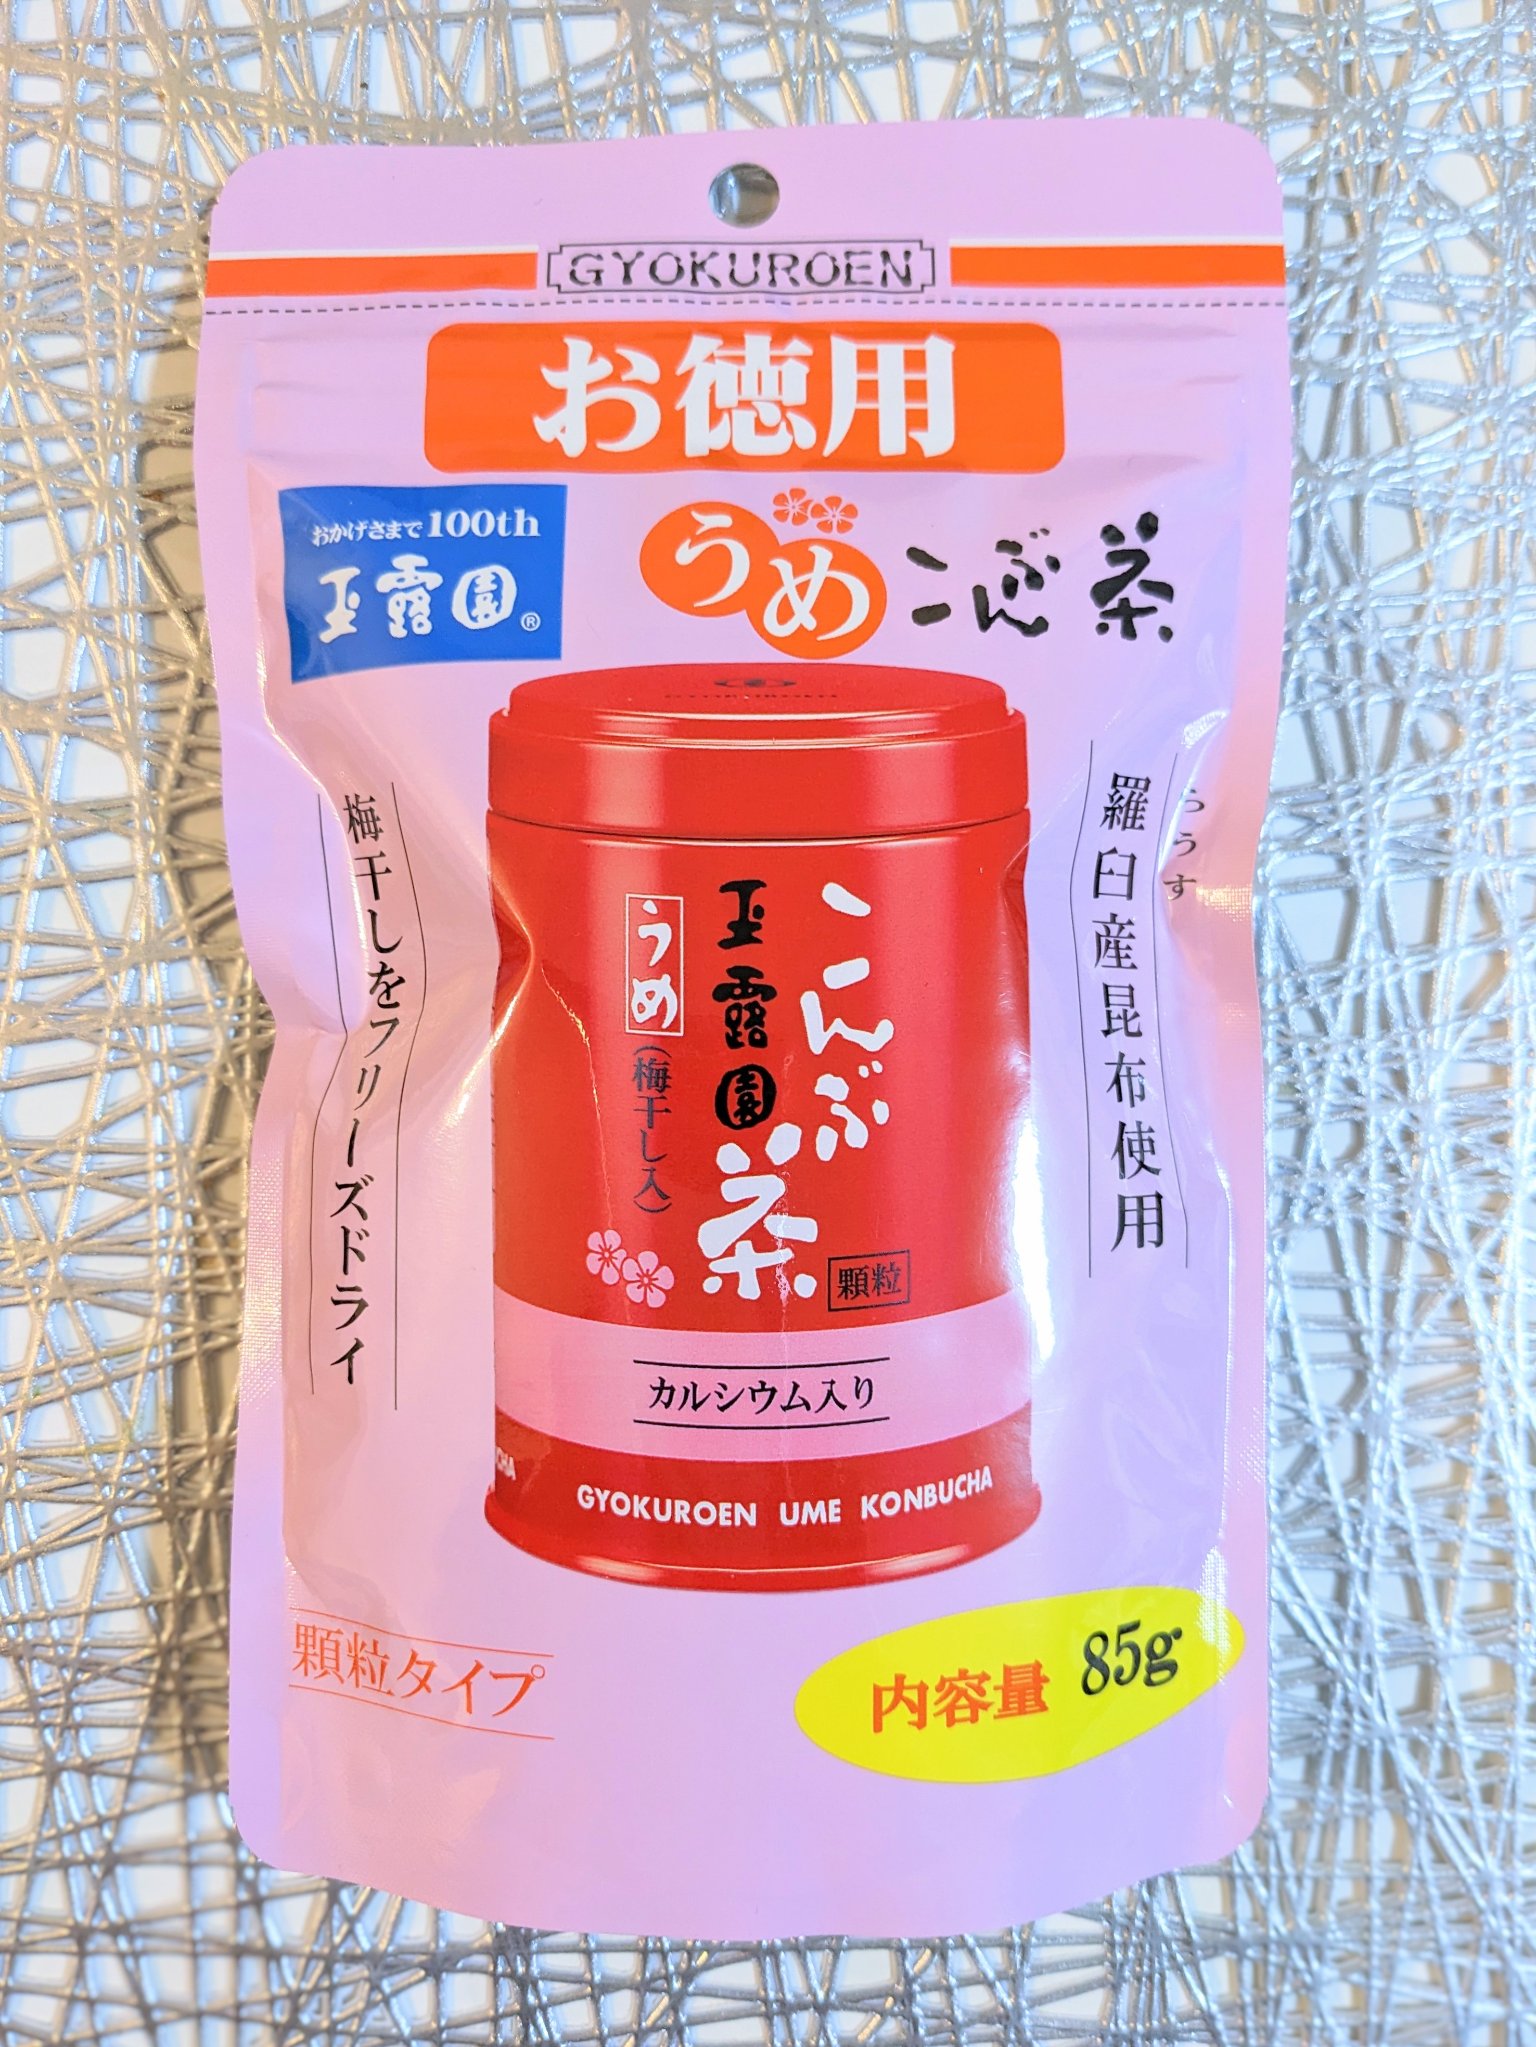 GYOKUROEN
お徳用
おかげさまで100th
玉露園®
うめこんぶ茶
羅臼産昆布使用
らうす
梅干しをフリーズドライ
こんぶ茶
玉露園
うめ
(梅干し入)
顆粒
カルシウム入り
GYOKUROEN UME KONBUCHA
CHA
顆粒タイプ
内容量 85g